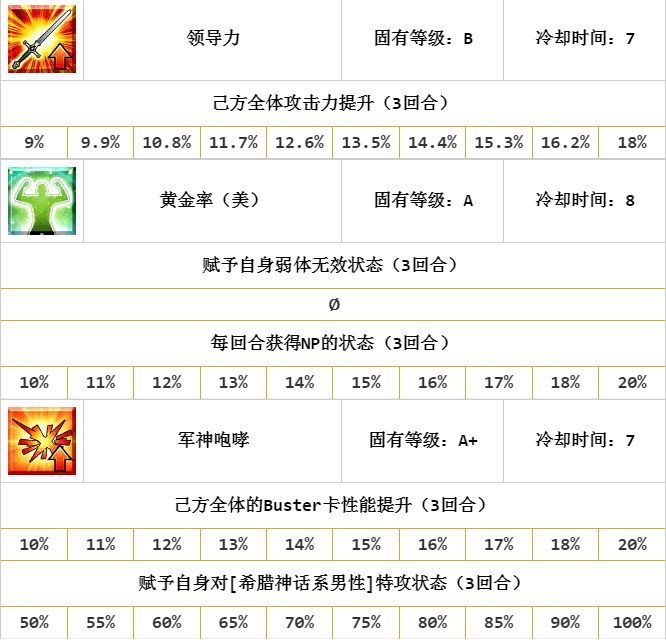 领导力 固有等级：B 冷却时间：7
己方全体攻击力提升（3回合）
9% 9.9% 10.8% 11.7% 12.6% 13.5% 14.4% 15.3% 16.2% 18%
黄金率（美） 固有等级：A 冷却时间：8
赋予自身弱体无效状态（3回合）
Ø
每回合获得NP的状态（3回合）
10% 11% 12% 13% 14% 15% 16% 17% 18% 20%
军神咆哮 固有等级：A+ 冷却时间：7
己方全体的Buster卡性能提升（3回合）
10% 11% 12% 13% 14% 15% 16% 17% 18% 20%
赋予自身对[希腊神话系男性]特攻状态（3回合）
50% 55% 60% 65% 70% 75% 80% 85% 90% 100%